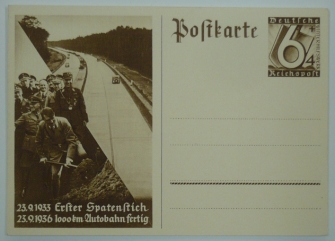 Postkarte
Deutsche
6+4
Reichspost
23.9.1933 Erster Spatenstich
23.9.1936 1000 km Autobahn fertig